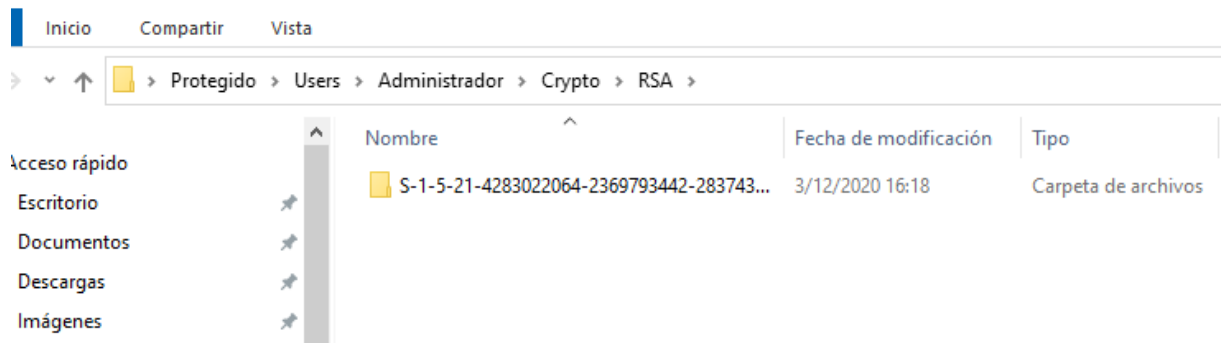 Inicio Compartir Vista
> Protegido > Users > Administrador > Crypto > RSA >
Nombre Fecha de modificación Tipo
Acceso rápido
S-1-5-21-4283022064-2369793442-283743... 3/12/2020 16:18 Carpeta de archivos
Escritorio
Documentos
Descargas
Imágenes